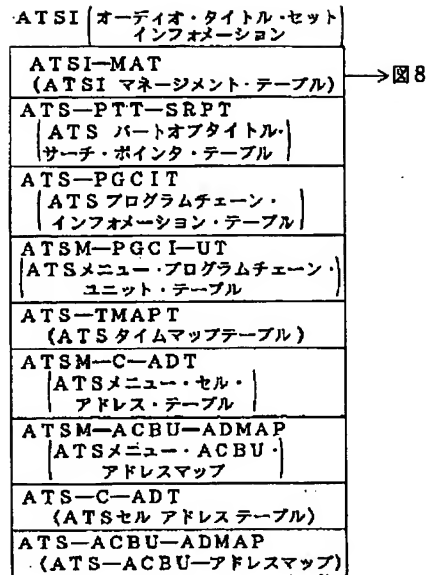 ATSI(オーディオ・タイトル・セット
インフォメーション)
ATSI—MAT
(ATSI マネージメント・テーブル)
→図8
ATS—PTT—SRPT
(ATS パートオブタイトル・
サーチ・ポインタ・テーブル)
ATS—PGCIT
(ATSプログラムチェーン・
インフォメーション・テーブル)
ATSM—PGCI—UT
(ATSメニュー・プログラムチェーン・
ユニット・テーブル)
ATS—TMAPT
(ATSタイムマップテーブル)
ATSM—C—ADT
(ATSメニュー・セル・
アドレス・テーブル)
ATSM—ACBU—ADMAP
(ATSメニュー・ACBU・
アドレスマップ)
ATS—C—ADT
(ATSセル アドレステーブル)
ATS—ACBU—ADMAP
(ATS—ACBU—アドレスマップ)